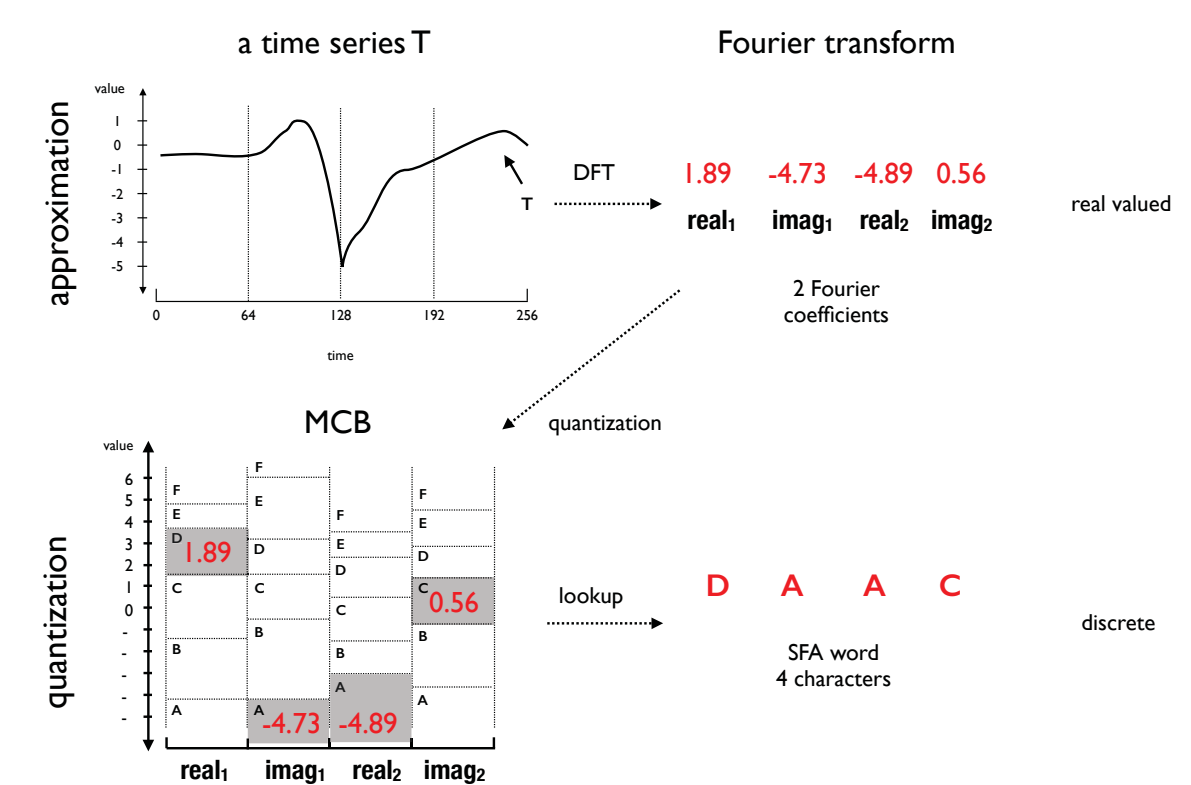 a time series T
Fourier transform
approximation
value
1
0
-1
-2
-3
-4
-5
0 64 128 192 256
time
T
DFT
1.89 -4.73 -4.89 0.56
real1 imag1 real2 imag2
real valued
2 Fourier
coefficients
quantization
MCB
quantization
value
6
5
4
3
2
1
0
-
-
-
-
-
F
E
D
1.89
C
B
A
F
E
D
C
B
A
-4.73
F
E
D
C
B
A
-4.89
F
E
D
C
0.56
B
A
real1 imag1 real2 imag2
lookup
D A A C
SFA word
4 characters
discrete